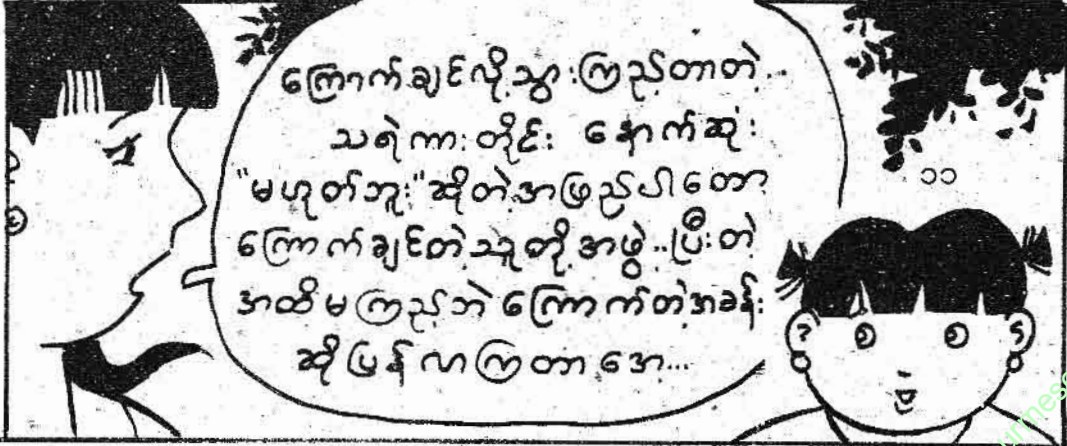 ကြောက်ချင်လို့သွားကြည့်တာတဲ့..
သရဲကားတိုင်း နောက်ဆုံး
"မဟုတ်ဘူး"ဆိုတဲ့အဖြည်ပါတော့
ကြောက်ချင်တဲ့သူတို့အဖွဲ့..ပြီးတဲ့
အထိမကြည့်ဘဲ ကြောက်တဲ့အခန်း
ဆိုပြန်လာကြတာအေ့...
၁၁